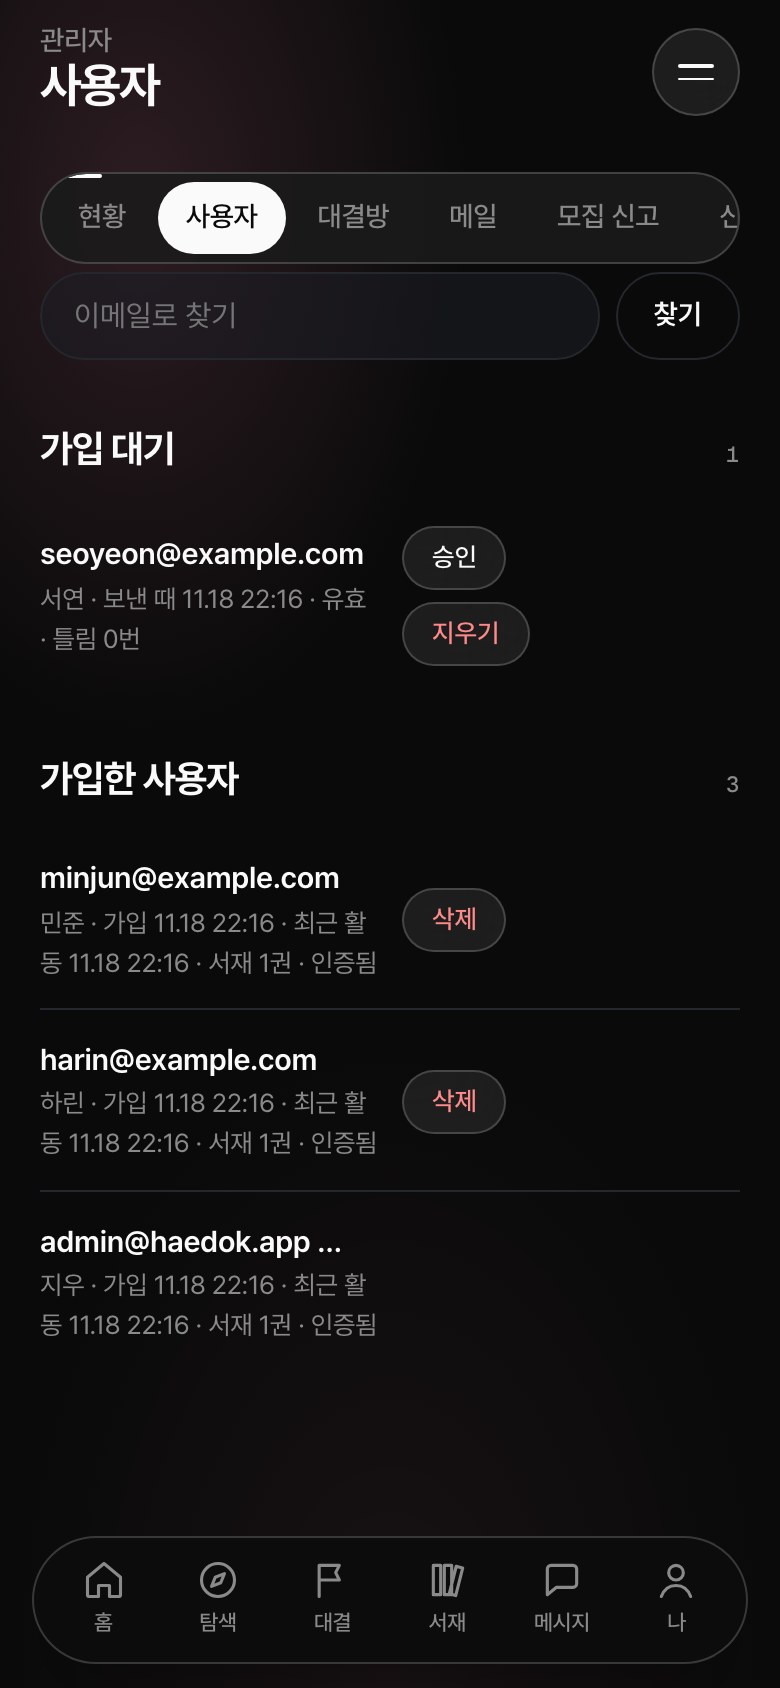 관리자
사용자
현황 사용자 대결방 메일 모집 신고
이메일로 찾기 찾기
가입 대기 1
seoyeon@example.com
서연 · 보낸 때 11.18 22:16 · 유효
· 틀림 0번
승인
지우기
가입한 사용자 3
minjun@example.com
민준 · 가입 11.18 22:16 · 최근 활
동 11.18 22:16 · 서재 1권 · 인증됨
삭제
harin@example.com
하린 · 가입 11.18 22:16 · 최근 활
동 11.18 22:16 · 서재 1권 · 인증됨
삭제
admin@haedok.app ...
지우 · 가입 11.18 22:16 · 최근 활
동 11.18 22:16 · 서재 1권 · 인증됨
홈 탐색 대결 서재 메시지 나